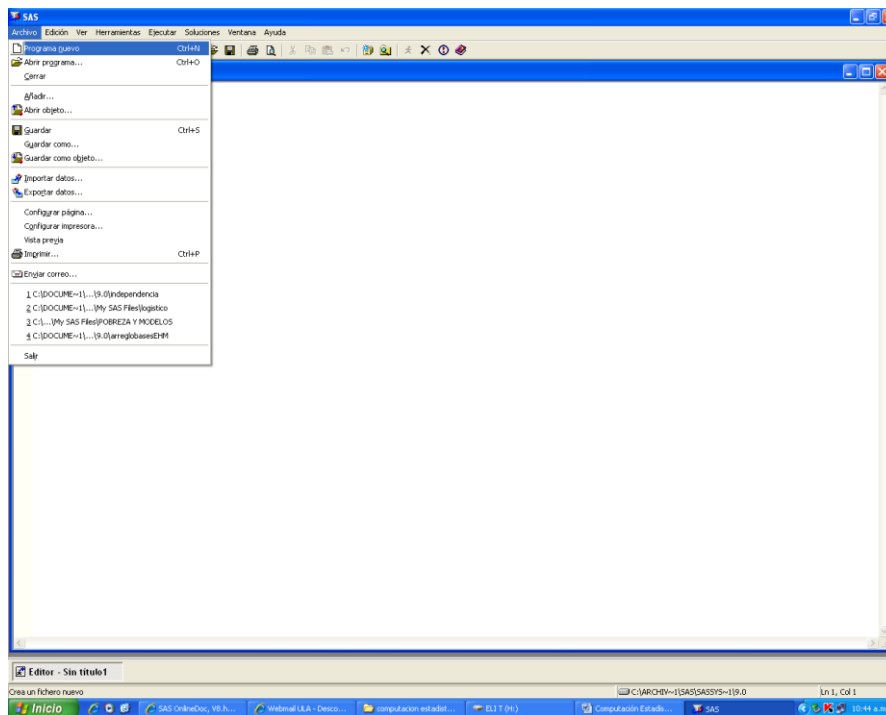 SAS
Archivo Edición Ver Herramientas Ejecutar Soluciones Ventana Ayuda
Programa nuevo Ctrl+N
Abrir programa... Ctrl+O
Cerrar
Añadir...
Abrir objeto...
Guardar Ctrl+S
Guardar como...
Guardar como objeto...
Importar datos...
Exportar datos...
Configurar página...
Configurar impresora...
Vista previa
Imprimir... Ctrl+P
Enviar correo...
1 C:\DOCUME~1\...\9.0\independencia
2 C:\DOCUME~1\...\My SAS Files\logistico
3 C:\...\My SAS Files\POBREZA Y MODELOS
4 C:\DOCUME~1\...\9.0\arreglobasesEHM
Salir
Editor - Sin título1
Crea un fichero nuevo C:\ARCHIV~1\SAS\SASSYS~1\9.0 Ln 1, Col 1
Inicio SAS OnlineDoc, V8.h... Webmail ULA - Desco... computacion estadist... ELI T (H:) Computación Estadís... SAS 10:44 a.m.